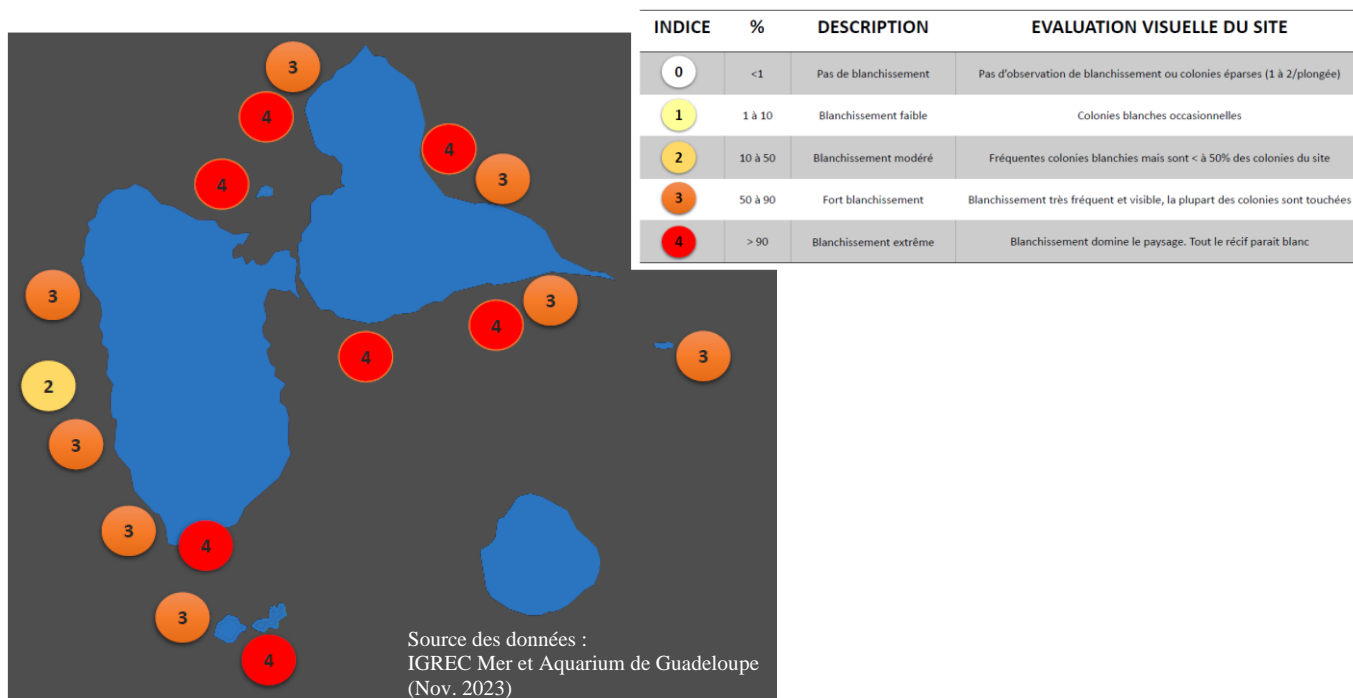 INDICE % DESCRIPTION EVALUATION VISUELLE DU SITE
0 <1 Pas de blanchissement Pas d'observation de blanchissement ou colonies éparses (1 à 2/plongée)
1 1 à 10 Blanchissement faible Colonies blanches occasionnelles
2 10 à 50 Blanchissement modéré Fréquentes colonies blanchies mais sont < à 50% des colonies du site
3 50 à 90 Fort blanchissement Blanchissement très fréquent et visible, la plupart des colonies sont touchées
4 > 90 Blanchissement extrême Blanchissement domine le paysage. Tout le récif parait blanc
3
4
4
4
3
3
3
4
4
3
2
3
3
4
3
4
Source des données :
IGREC Mer et Aquarium de Guadeloupe
(Nov. 2023)